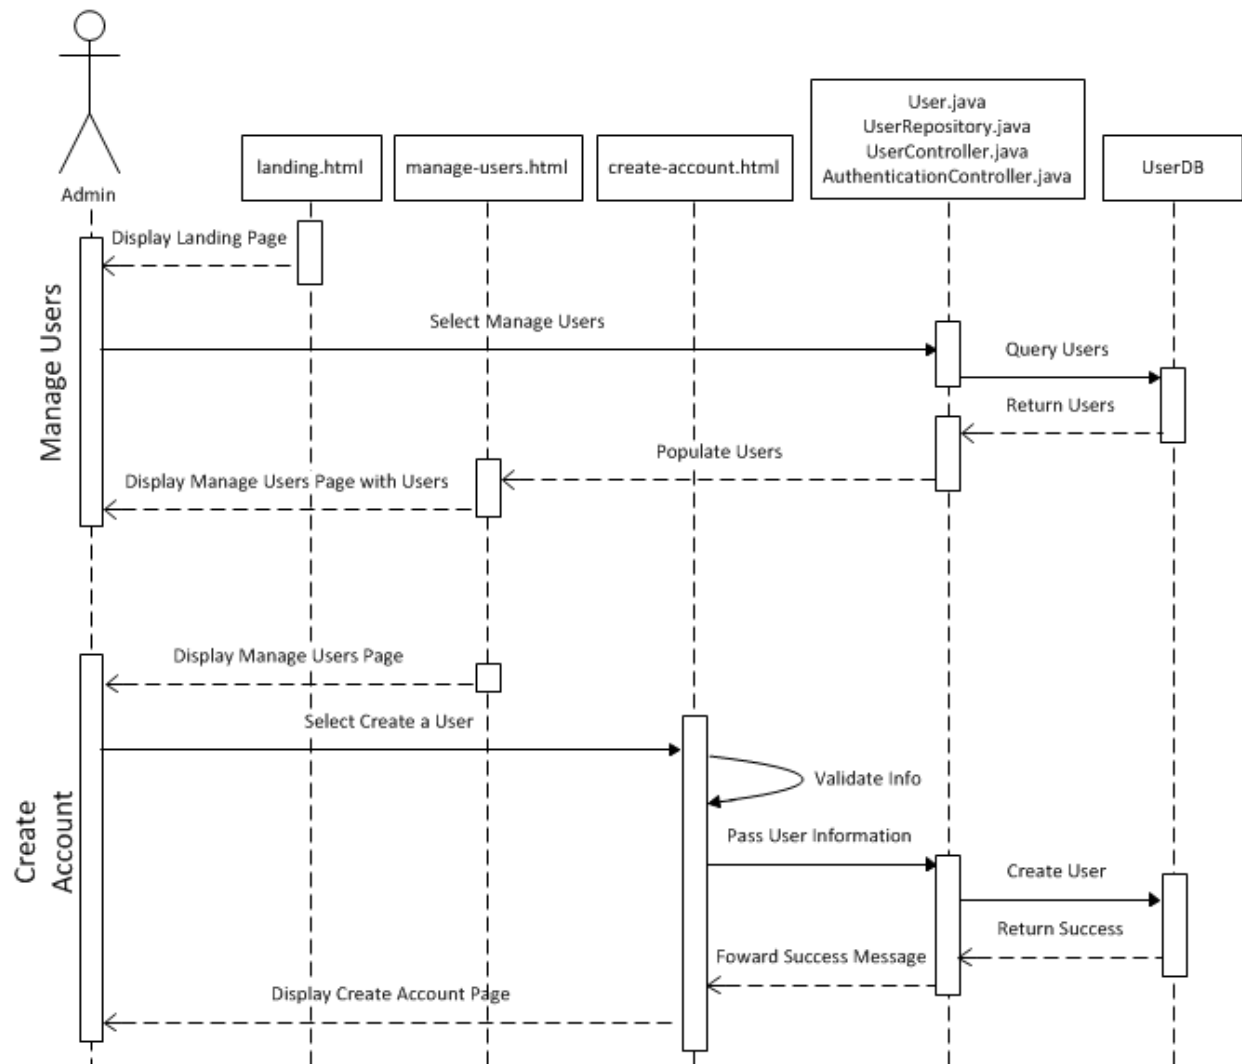 User.java
UserRepository.java
UserController.java
AuthenticationController.java
landing.html
manage-users.html
create-account.html
UserDB
Admin
Manage Users
Display Landing Page
Select Manage Users
Query Users
Return Users
Populate Users
Display Manage Users Page with Users
Create
Account
Display Manage Users Page
Select Create a User
Validate Info
Pass User Information
Create User
Return Success
Foward Success Message
Display Create Account Page